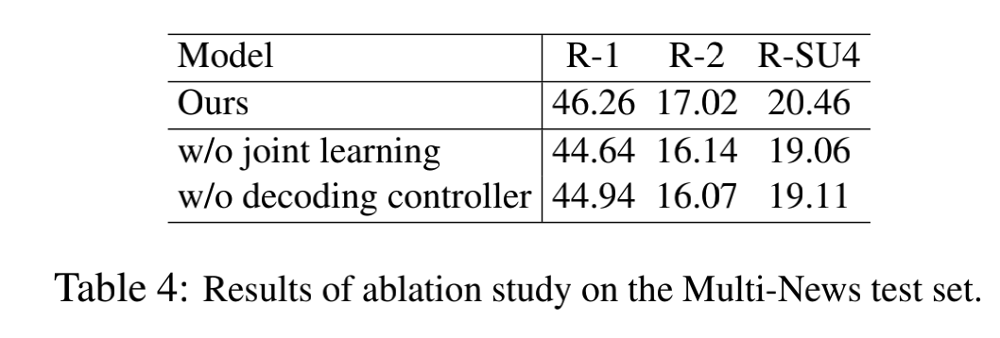 Model R-1 R-2 R-SU4
Ours 46.26 17.02 20.46
w/o joint learning 44.64 16.14 19.06
w/o decoding controller 44.94 16.07 19.11
Table 4: Results of ablation study on the Multi-News test set.